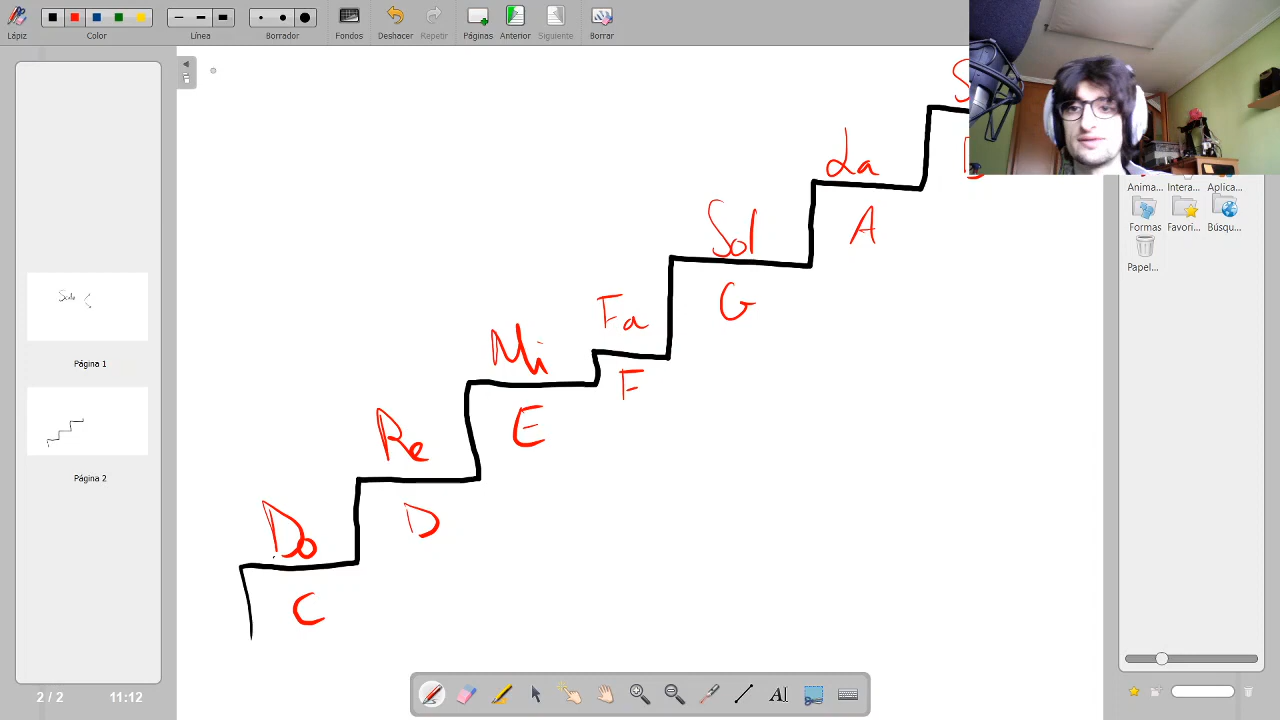 Lápiz
Color
Línea
Borrador
Fondos
Deshacer
Repetir
Páginas
Anterior
Siguiente
Borrar
Página 1
Página 2
2 / 2
11:12
Do
C
Re
D
Mi
E
Fa
F
Sol
G
La
A
Anima...
Intera...
Aplica...
Formas
Favori...
Búsqu...
Papel...
AI